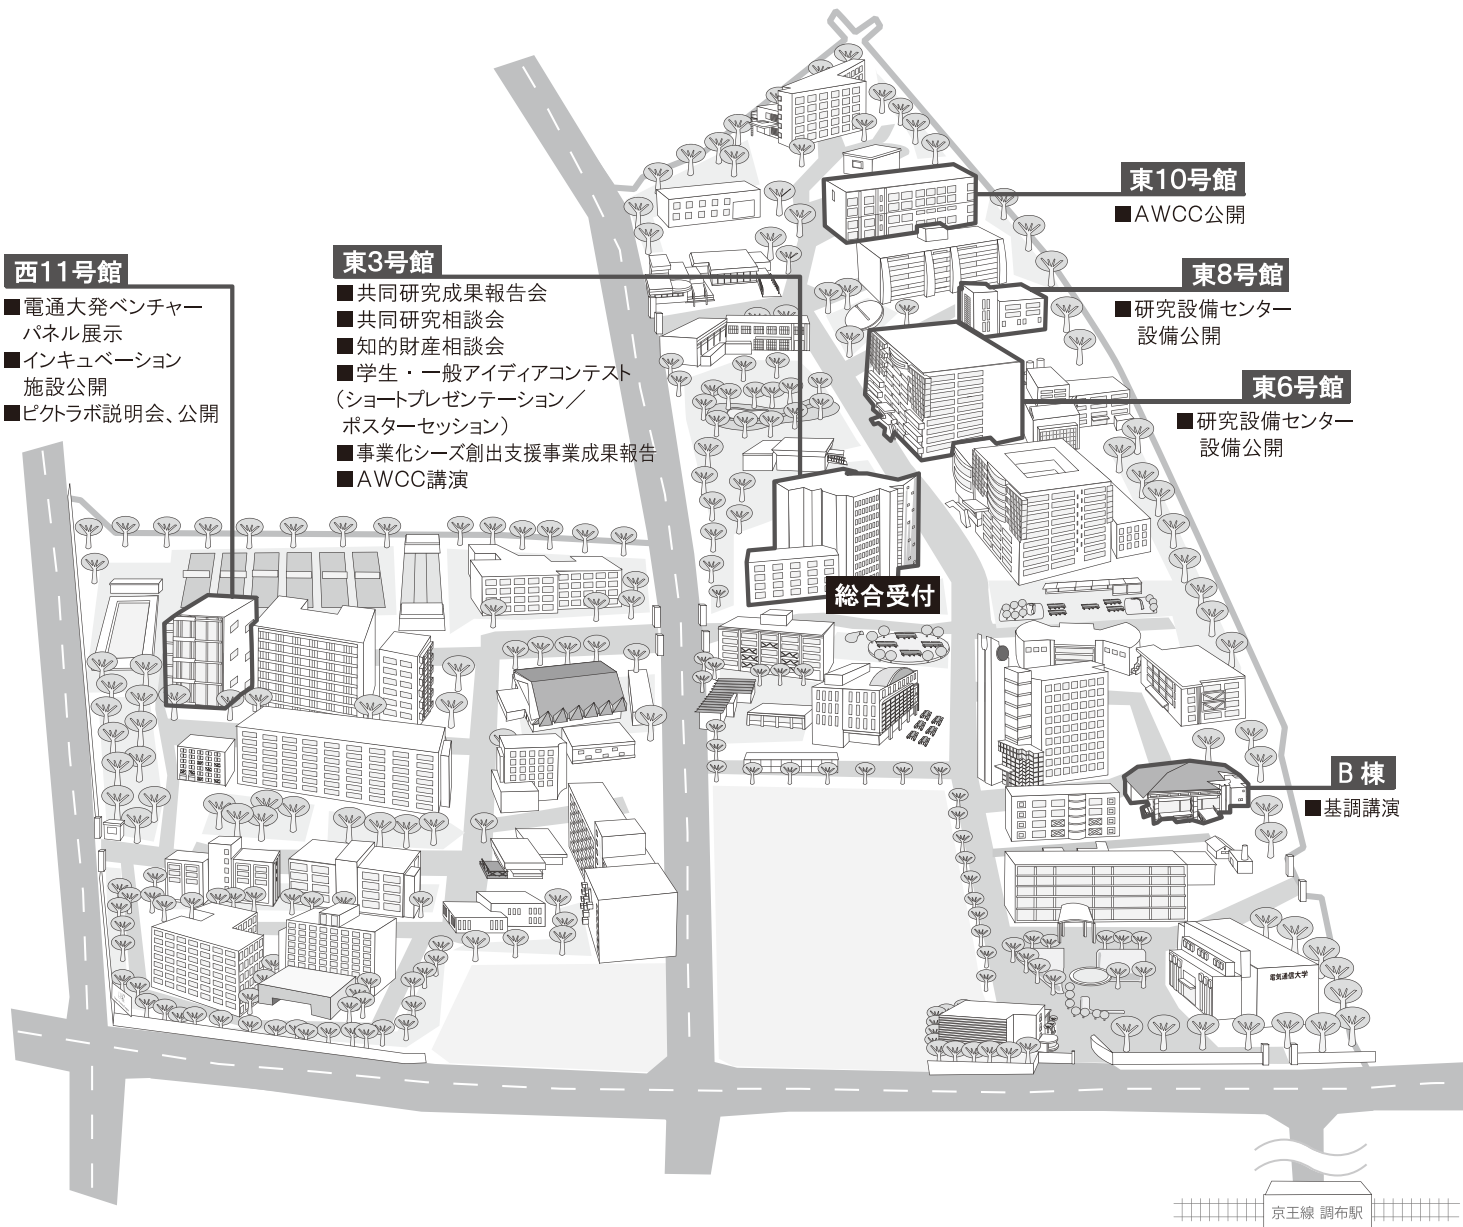 東10号館
■AWCC公開
東8号館
■研究設備センター
設備公開
東6号館
■研究設備センター
設備公開
西11号館
■電通大発ベンチャー
パネル展示
■インキュベーション
施設公開
■ピクトラボ説明会、公開
東3号館
■共同研究成果報告会
■共同研究相談会
■知的財産相談会
■学生・一般アイディアコンテスト
（ショートプレゼンテーション／
ポスターセッション）
■事業化シーズ創出支援事業成果報告
■AWCC講演
総合受付
B 棟
■基調講演
電気通信大学
京王線 調布駅